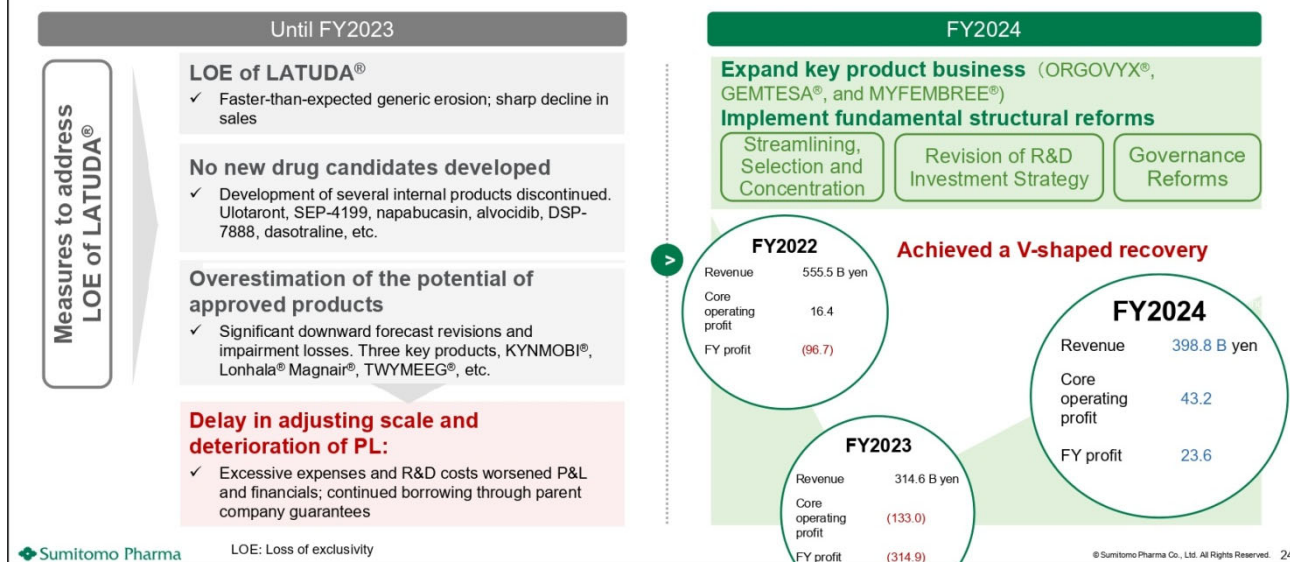 Until FY2023
Measures to address
LOE of LATUDA®
LOE of LATUDA®
✓ Faster-than-expected generic erosion; sharp decline in
sales
No new drug candidates developed
✓ Development of several internal products discontinued.
Ulotaront, SEP-4199, napabucasin, alvocidib, DSP-
7888, dasotraline, etc.
Overestimation of the potential of
approved products
✓ Significant downward forecast revisions and
impairment losses. Three key products, KYNMOBI®,
Lonhala® Magnair®, TWYMEEG®, etc.
Delay in adjusting scale and
deterioration of PL:
✓ Excessive expenses and R&D costs worsened P&L
and financials; continued borrowing through parent
company guarantees
>
FY2024
Expand key product business（ORGOVYX®,
GEMTESA®, and MYFEMBREE®)
Implement fundamental structural reforms
Streamlining,
Selection and
Concentration
Revision of R&D
Investment Strategy
Governance
Reforms
Achieved a V-shaped recovery
FY2022
Revenue 555.5 B yen
Core
operating
profit 16.4
FY profit (96.7)
FY2023
Revenue 314.6 B yen
Core
operating
profit (133.0)
FY profit (314.9)
FY2024
Revenue 398.8 B yen
Core
operating
profit 43.2
FY profit 23.6
Sumitomo Pharma
LOE: Loss of exclusivity
© Sumitomo Pharma Co., Ltd. All Rights Reserved. 24